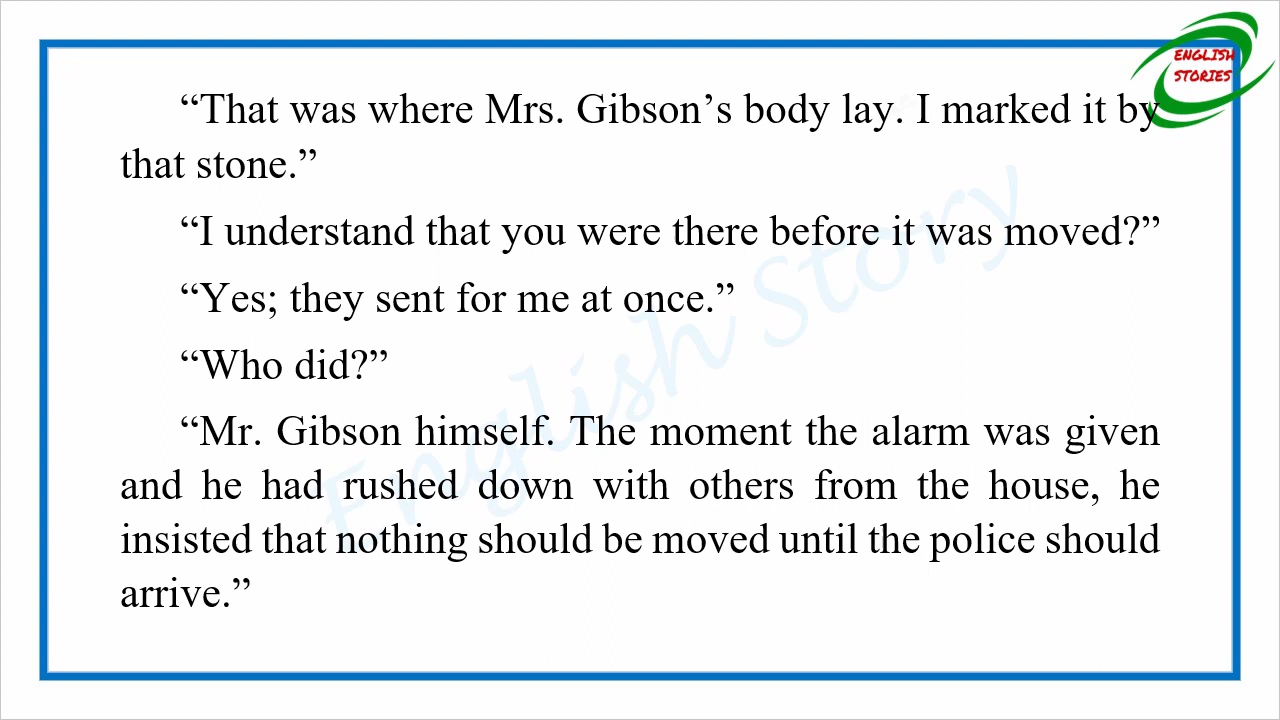 ENGLISH
STORIES
“That was where Mrs. Gibson’s body lay. I marked it by
that stone.”
“I understand that you were there before it was moved?”
“Yes; they sent for me at once.”
“Who did?”
“Mr. Gibson himself. The moment the alarm was given
and he had rushed down with others from the house, he
insisted that nothing should be moved until the police should
arrive.”
English Story